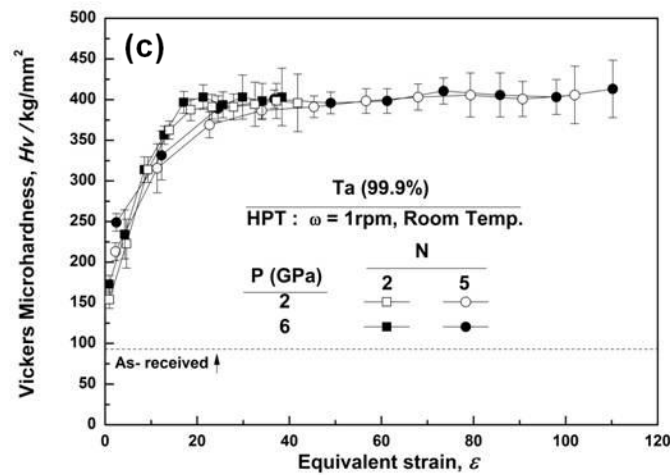 (c)
500
450
400
350
300
250
200
150
100
50
0
Vickers Microhardness, Hv /kg/mm²
Ta (99.9%)
HPT : ω = 1rpm, Room Temp.
N
P (GPa) 2 5
2
6
As- received
0 20 40 60 80 100 120
Equivalent strain, ε